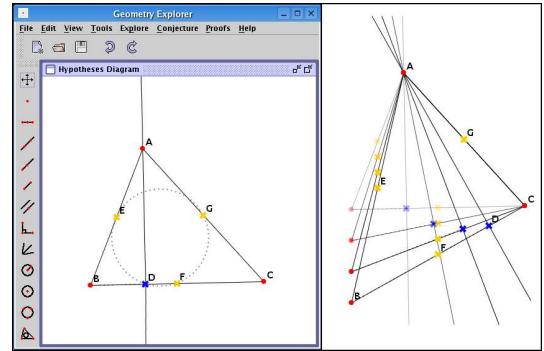 Geometry Explorer
File Edit View Tools Explore Conjecture Proofs Help
Hypotheses Diagram
A
E
G
B
D
F
C
A
G
E
C
D
F
B